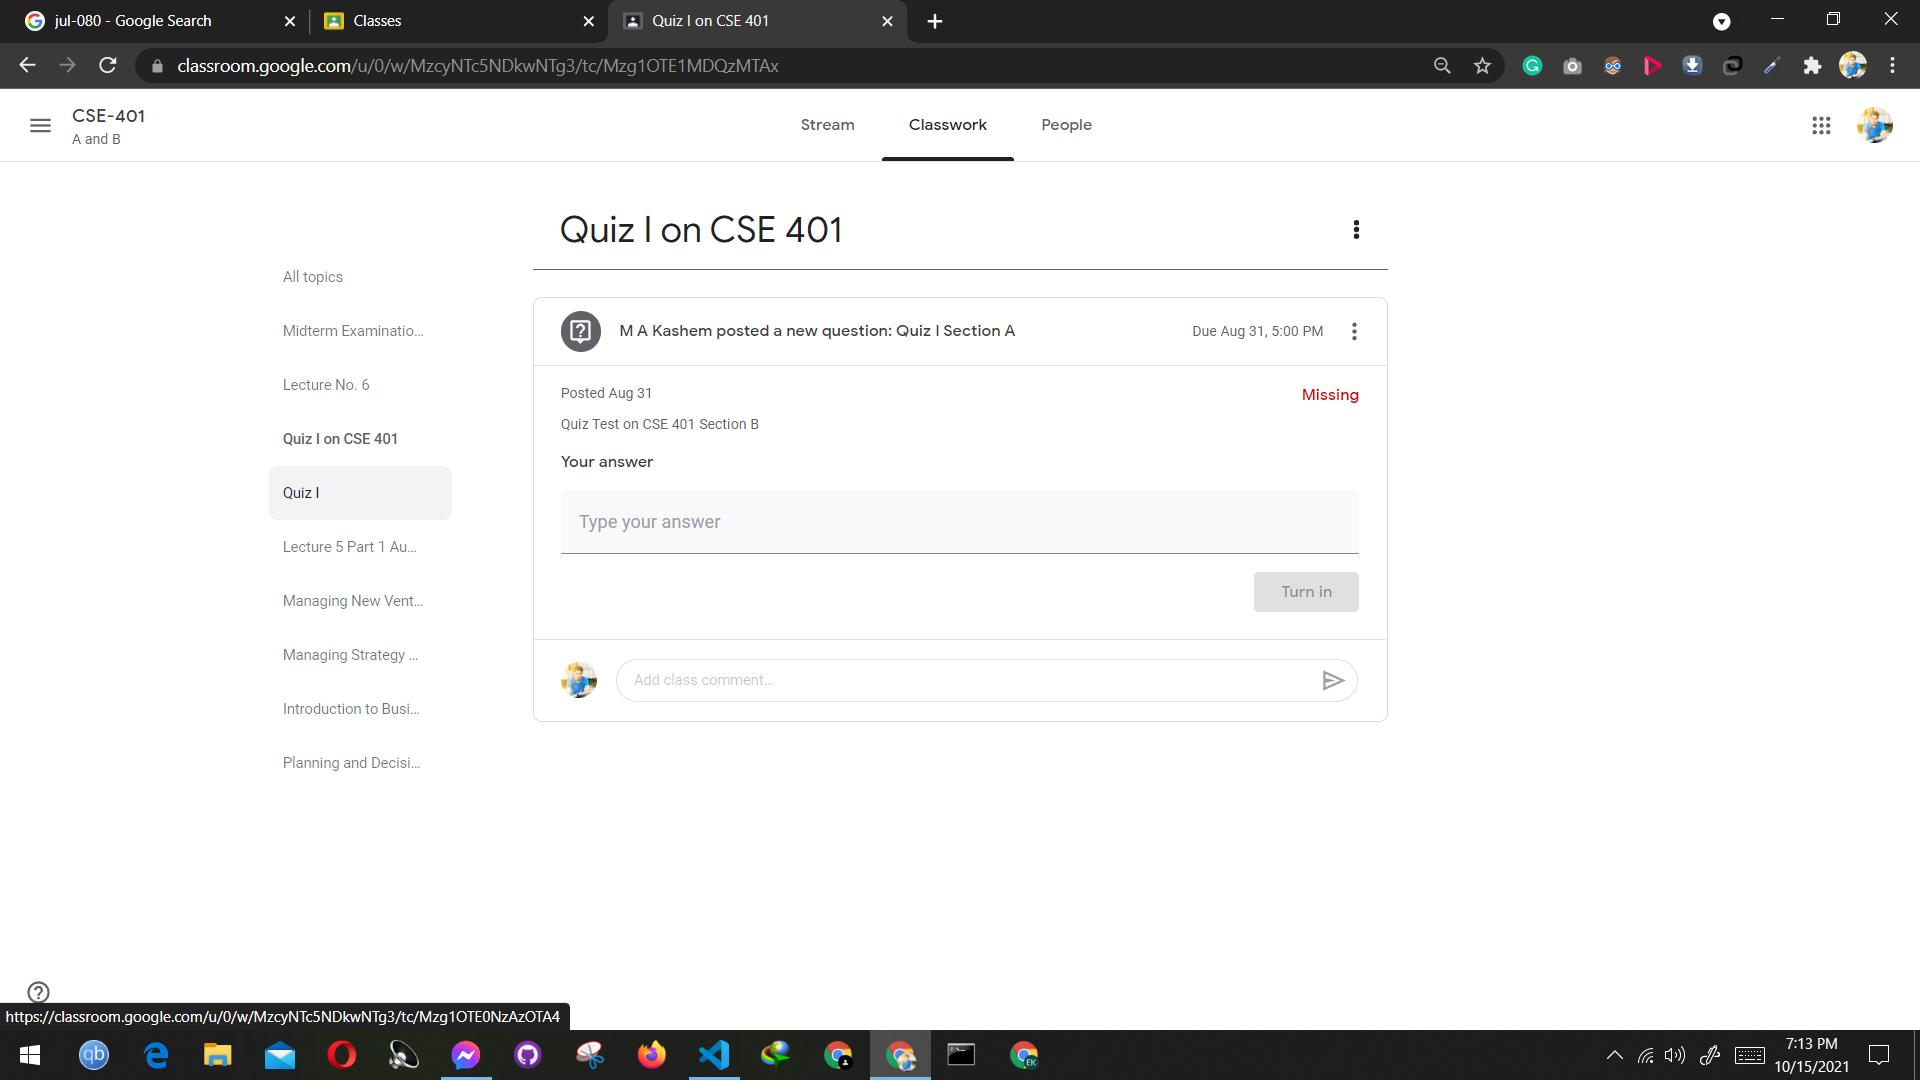 jul-080 - Google Search
Classes
Quiz I on CSE 401
classroom.google.com/u/0/w/MzcyNTc5NDkwNTg3/tc/Mzg1OTE1MDQzMTAx
CSE-401
A and B
Stream
Classwork
People
Quiz I on CSE 401
All topics
Midterm Examinatio...
Lecture No. 6
Quiz I on CSE 401
Quiz I
Lecture 5 Part 1 Au...
Managing New Vent...
Managing Strategy ...
Introduction to Busi...
Planning and Decisi...
M A Kashem posted a new question: Quiz I Section A
Due Aug 31, 5:00 PM
Posted Aug 31
Missing
Quiz Test on CSE 401 Section B
Your answer
Type your answer
Turn in
Add class comment...
https://classroom.google.com/u/0/w/MzcyNTc5NDkwNTg3/tc/Mzg1OTE0NzAzOTA4
qb
EK
7:13 PM
10/15/2021